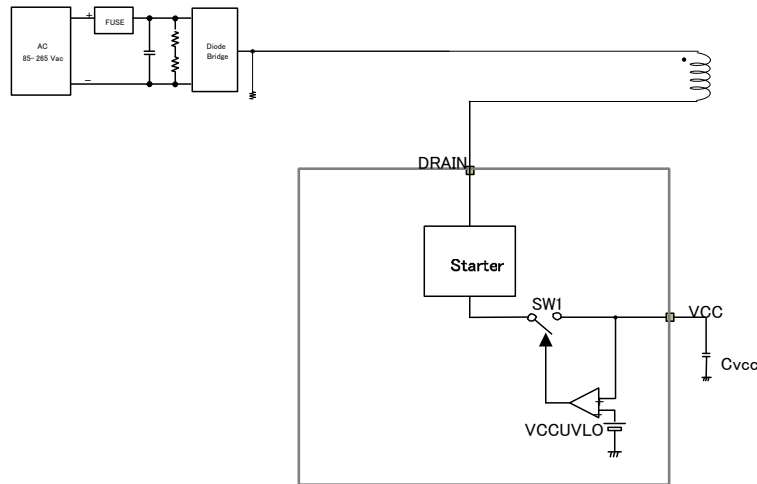 AC
85-265 Vac
+
-
FUSE
Diode
Bridge
DRAIN
Starter
SW1
VCC
Cvcc
+
-
VCCUVLO